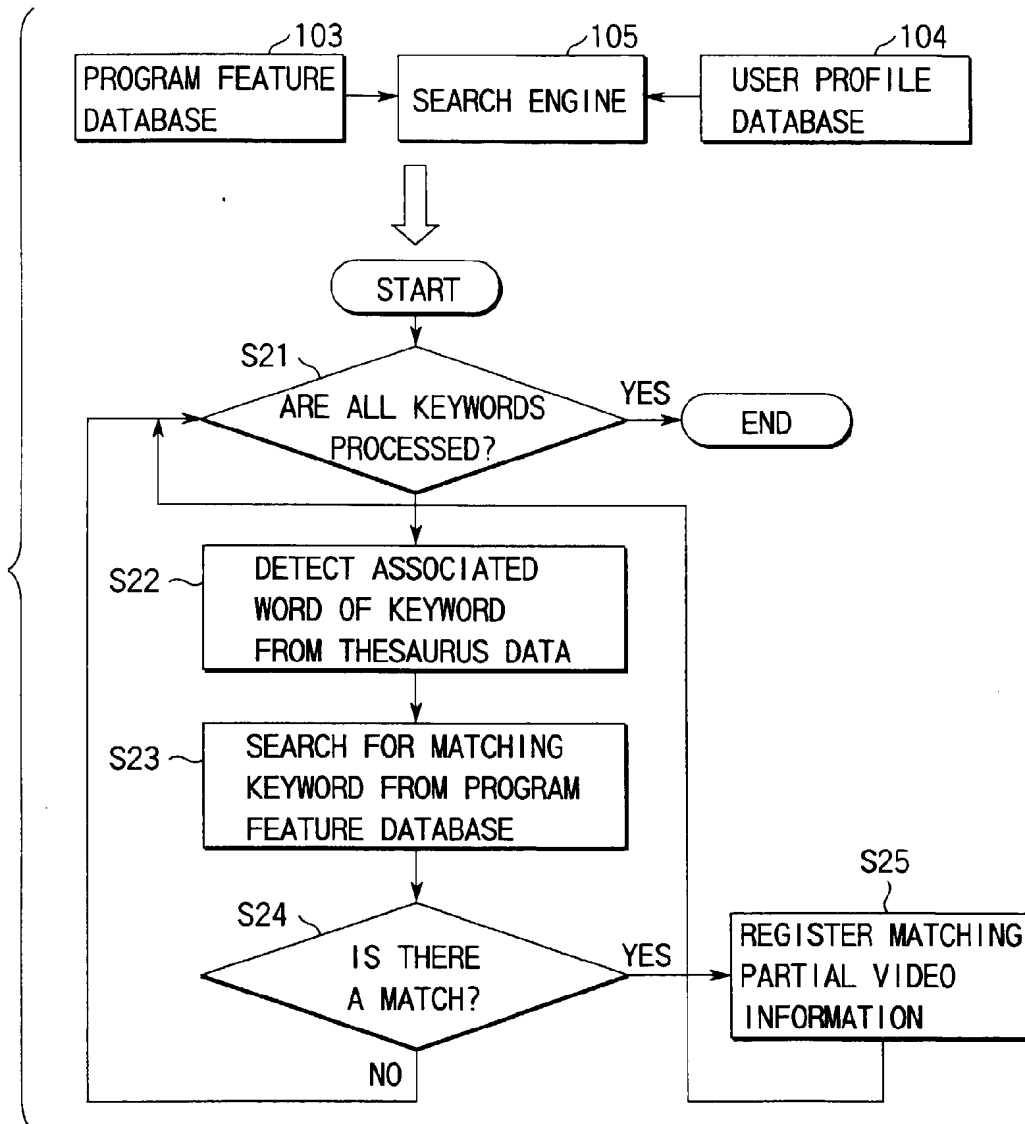 103
105
104
PROGRAM FEATURE
DATABASE
SEARCH ENGINE
USER PROFILE
DATABASE
START
S21
ARE ALL KEYWORDS
PROCESSED?
YES
END
S22
DETECT ASSOCIATED
WORD OF KEYWORD
FROM THESAURUS DATA
S23
SEARCH FOR MATCHING
KEYWORD FROM PROGRAM
FEATURE DATABASE
S24
IS THERE
A MATCH?
YES
NO
S25
REGISTER MATCHING
PARTIAL VIDEO
INFORMATION